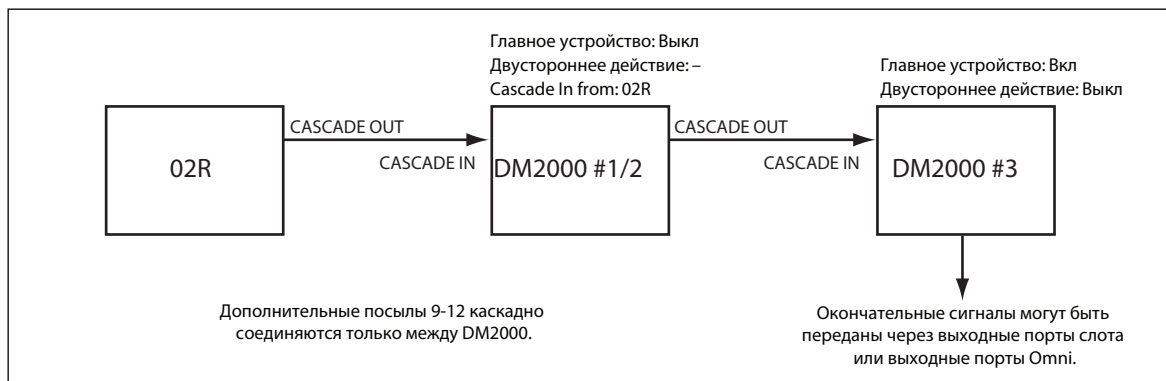 Главное устройство: Выкл
Двустороннее действие: –
Cascade In from: 02R
Главное устройство: Вкл
Двустороннее действие: Выкл
02R
CASCADE OUT
CASCADE IN
DM2000 #1/2
CASCADE OUT
CASCADE IN
DM2000 #3
Дополнительные посылы 9-12 каскадно
соединяются только между DM2000.
Окончательные сигналы могут быть
переданы через выходные порты слота
или выходные порты Omni.